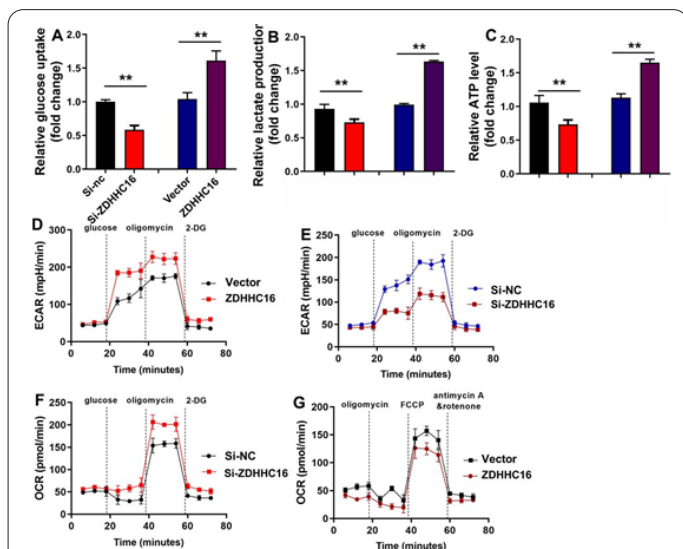 A
Relative glucose uptake
(fold change)
2.0
1.5
1.0
0.5
0.0
**
**
Si-nc
Si-ZDHHC16
Vector
ZDHHC16
B
Relative lactate production
(fold change)
2.0
1.5
1.0
0.5
0.0
**
**
C
Relative ATP level
(fold change)
2.0
1.5
1.0
0.5
0.0
**
**
D
glucose
oligomycin
2-DG
ECAR (mpH/min)
300
200
100
0
0
20
40
60
80
Time (minutes)
Vector
ZDHHC16
E
glucose
oligomycin
2-DG
ECAR (mpH/min)
250
200
150
100
50
0
0
20
40
60
80
Time (minutes)
Si-NC
Si-ZDHHC16
F
glucose
oligomycin
2-DG
OCR (pmol/min)
250
200
150
100
50
0
0
20
40
60
80
Time (minutes)
Si-NC
Si-ZDHHC16
G
oligomycin
FCCP
antimycin A
&rotenone
OCR (pmol/min)
200
150
100
50
0
0
20
40
60
80
Time (minutes)
Vector
ZDHHC16